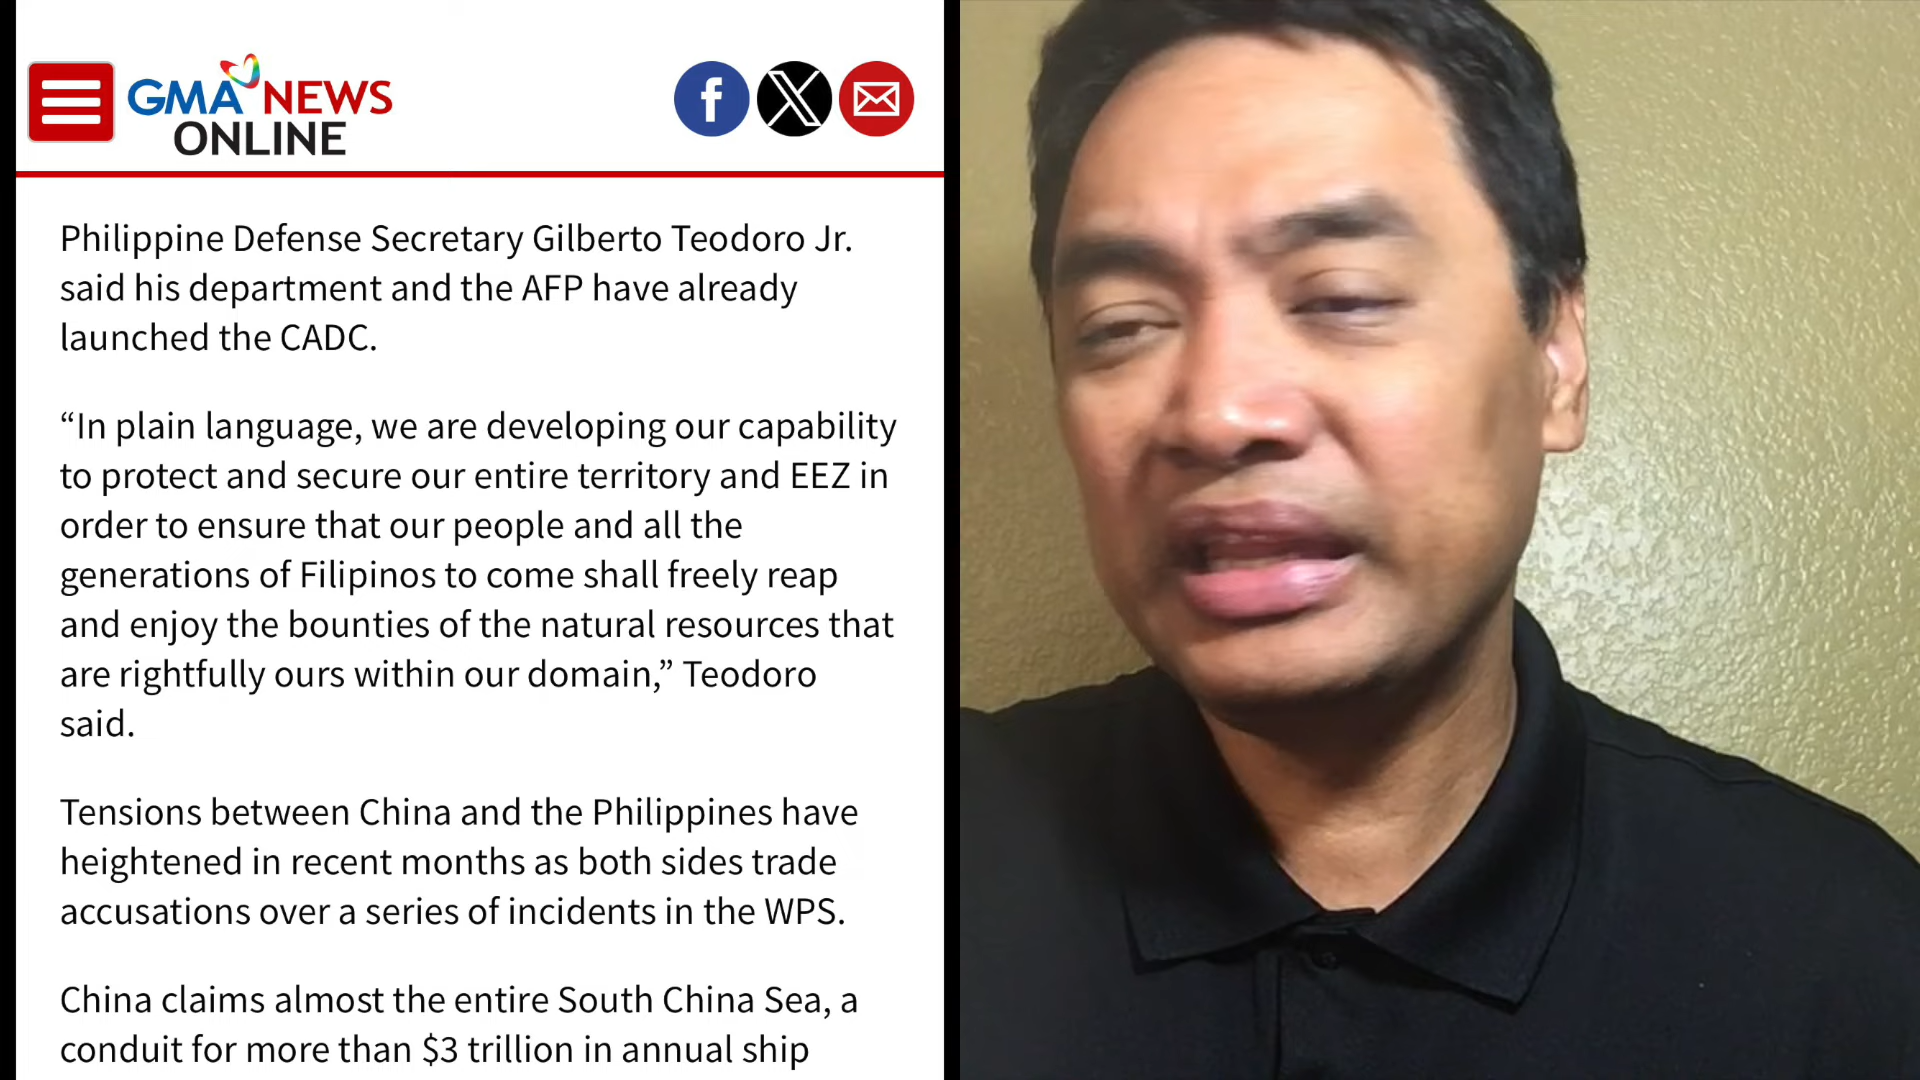 GMA NEWS
ONLINE
Philippine Defense Secretary Gilberto Teodoro Jr.
said his department and the AFP have already
launched the CADC.
“In plain language, we are developing our capability
to protect and secure our entire territory and EEZ in
order to ensure that our people and all the
generations of Filipinos to come shall freely reap
and enjoy the bounties of the natural resources that
are rightfully ours within our domain,” Teodoro
said.
Tensions between China and the Philippines have
heightened in recent months as both sides trade
accusations over a series of incidents in the WPS.
China claims almost the entire South China Sea, a
conduit for more than $3 trillion in annual ship